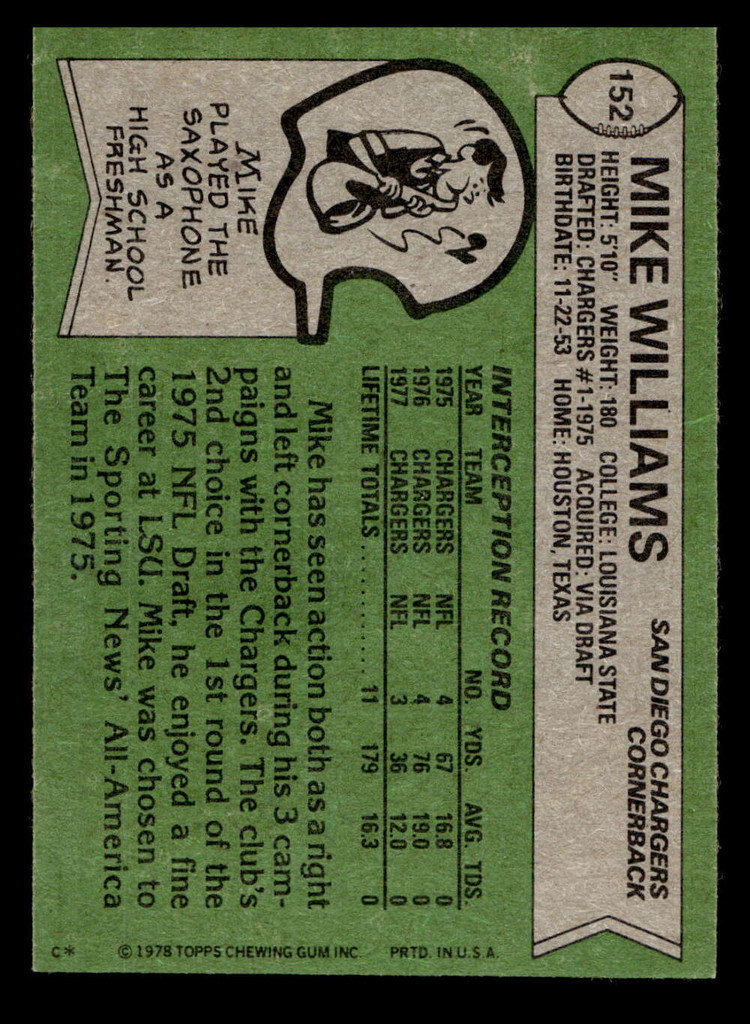 152
MIKE WILLIAMS
SAN DIEGO CHARGERS
CORNERBACK
HEIGHT: 5'10" WEIGHT: 180 COLLEGE: LOUISIANA STATE
DRAFTED: CHARGERS #1-1975 ACQUIRED: VIA DRAFT
BIRTHDATE: 11-22-53 HOME: HOUSTON, TEXAS
MIKE
PLAYED THE
SAXOPHONE
AS A
HIGH SCHOOL
FRESHMAN.
INTERCEPTION RECORD
YEAR TEAM NO. YDS. AVG. TDS.
1975 CHARGERS NFL 4 67 16.8 0
1976 CHARGERS NFL 4 76 19.0 0
1977 CHARGERS NFL 3 36 12.0 0
LIFETIME TOTALS ............ 11 179 16.3 0
Mike has seen action both as a right
and left cornerback during his 3 cam-
paigns with the Chargers. The club's
2nd choice in the 1st round of the
1975 NFL Draft, he enjoyed a fine
career at LSU. Mike was chosen to
The Sporting News' All-America
Team in 1975.
C* © 1978 TOPPS CHEWING GUM INC. PRTD. IN U.S.A.